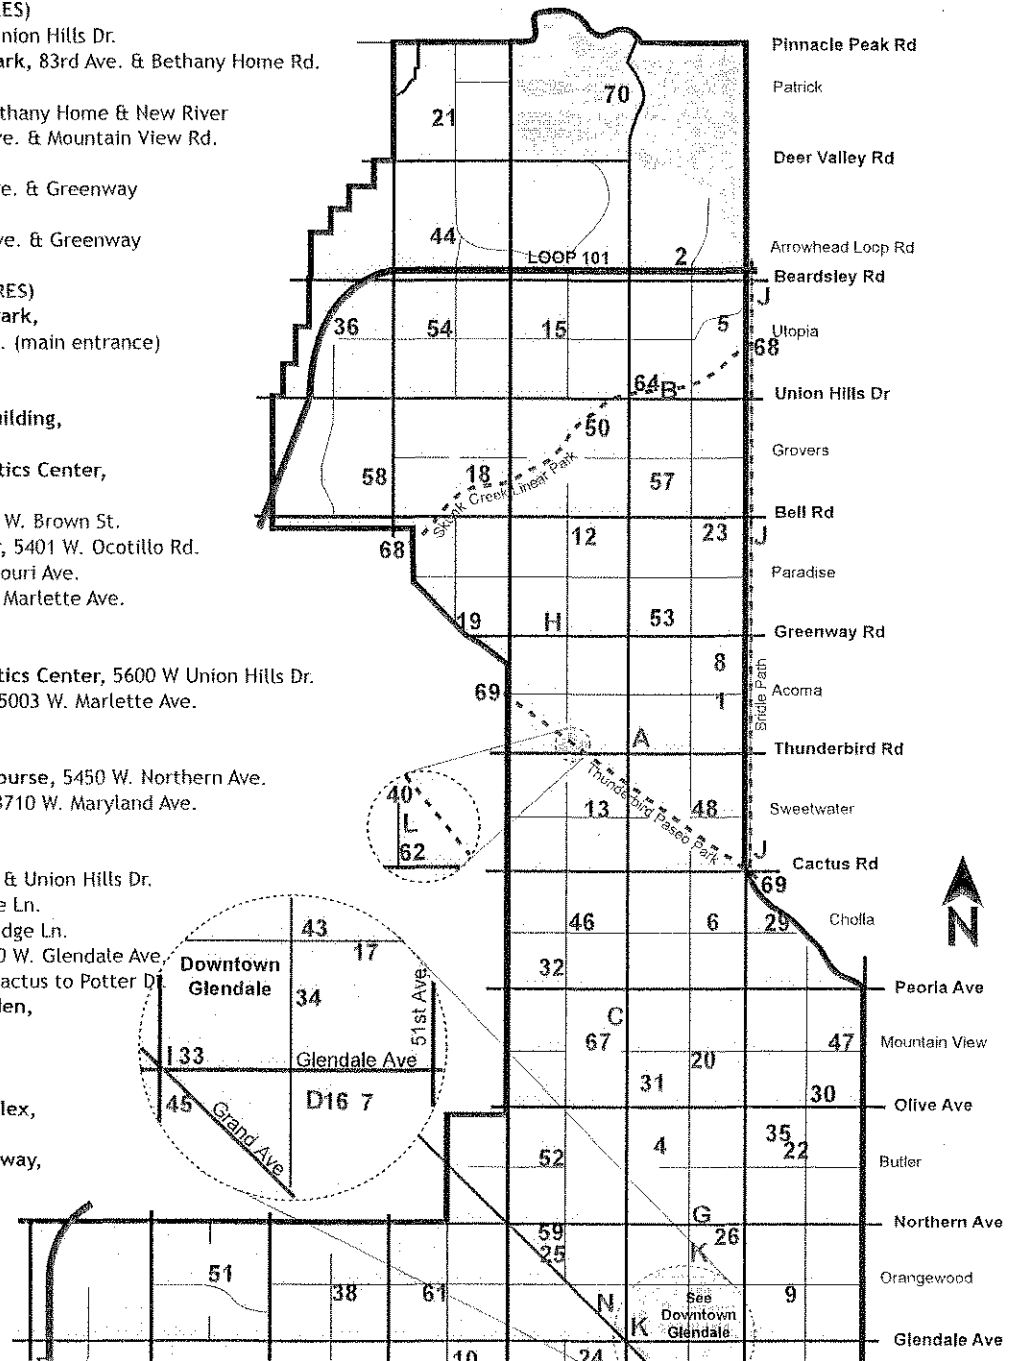 ES)
nion Hills Dr.
ark, 83rd Ave. & Bethany Home Rd.
thany Home & New River
ve. & Mountain View Rd.
e. & Greenway
ve. & Greenway
RES)
ark,
. (main entrance)
ilding,
tics Center,
W. Brown St.
, 5401 W. Ocotillo Rd.
ouri Ave.
Marlette Ave.
tics Center, 5600 W Union Hills Dr.
5003 W. Marlette Ave.
ourse, 5450 W. Northern Ave.
8710 W. Maryland Ave.
& Union Hills Dr.
e Ln.
dge Ln.
0 W. Glendale Ave,
actus to Potter Dr.
den,
lex,
way,
Pinnacle Peak Rd
70
Patrick
21
Deer Valley Rd
44
Arrowhead Loop Rd
LOOP 101
2
Beardsley Rd
J
36
54
15
5
Utopia
68
64
B
Union Hills Dr
50
Grovers
58
18
Skunk Creek Linear Park
57
Bell Rd
68
12
23
J
Paradise
19
H
53
Greenway Rd
8
69
1
Acoma
Bridle Path
A
Thunderbird Rd
Thunderbird Paseo Park
40
L
62
13
48
Sweetwater
J
Cactus Rd
69
46
6
29
Cholla
N
32
Peoria Ave
C
67
20
47
Mountain View
31
30
Olive Ave
52
4
35
22
Butler
G
Northern Ave
59
25
K
26
51
38
61
9
Orangewood
N
K
See
Downtown
Glendale
Glendale Ave
10
24
43
17
Downtown
Glendale
34
51st Ave
I
33
Glendale Ave
45
Grand Ave
D
16
7